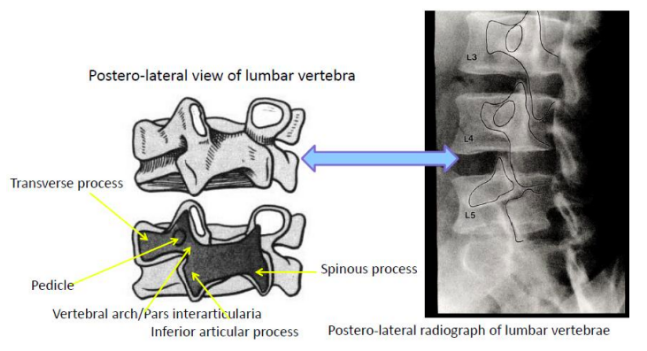 Postero-lateral view of lumbar vertebra
L3
L4
L5
Transverse process
Pedicle
Spinous process
Vertebral arch/Pars interarticularia
Inferior articular process
Postero-lateral radiograph of lumbar vertebrae